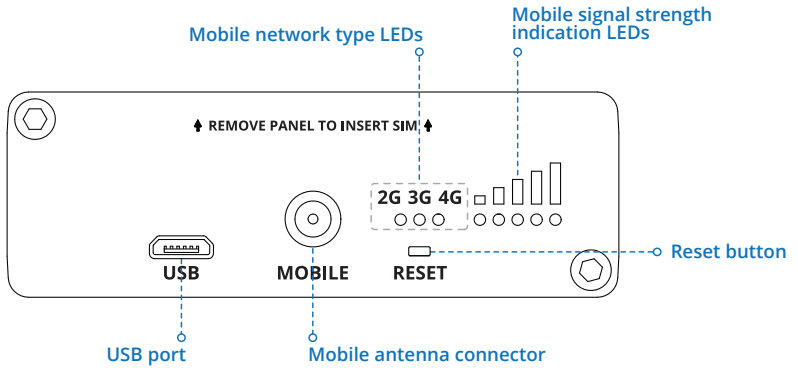 Mobile network type LEDs
Mobile signal strength
indication LEDs
REMOVE PANEL TO INSERT SIM
2G 3G 4G
USB
MOBILE
RESET
Reset button
USB port
Mobile antenna connector